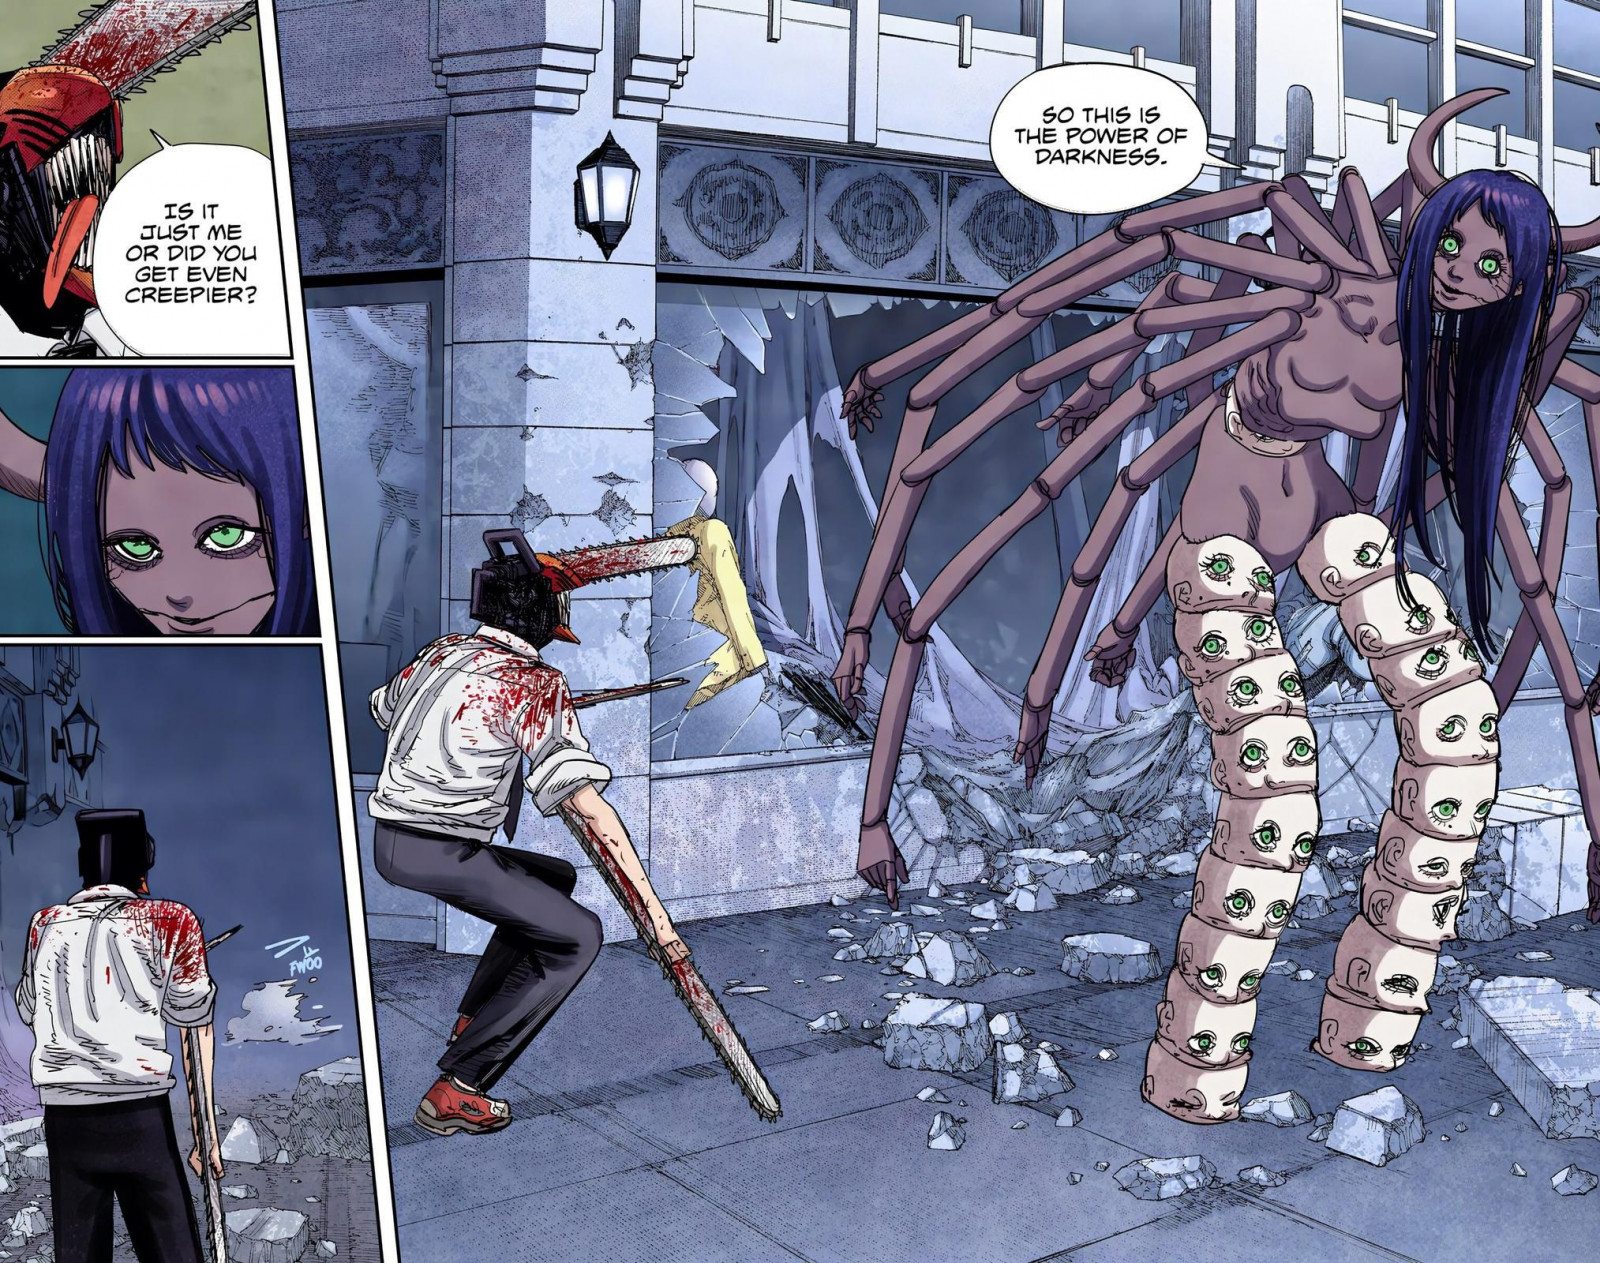 SO THIS IS
THE POWER OF
DARKNESS.
IS IT
JUST ME
OR DID YOU
GET EVEN
CREEPIER?
FWOO